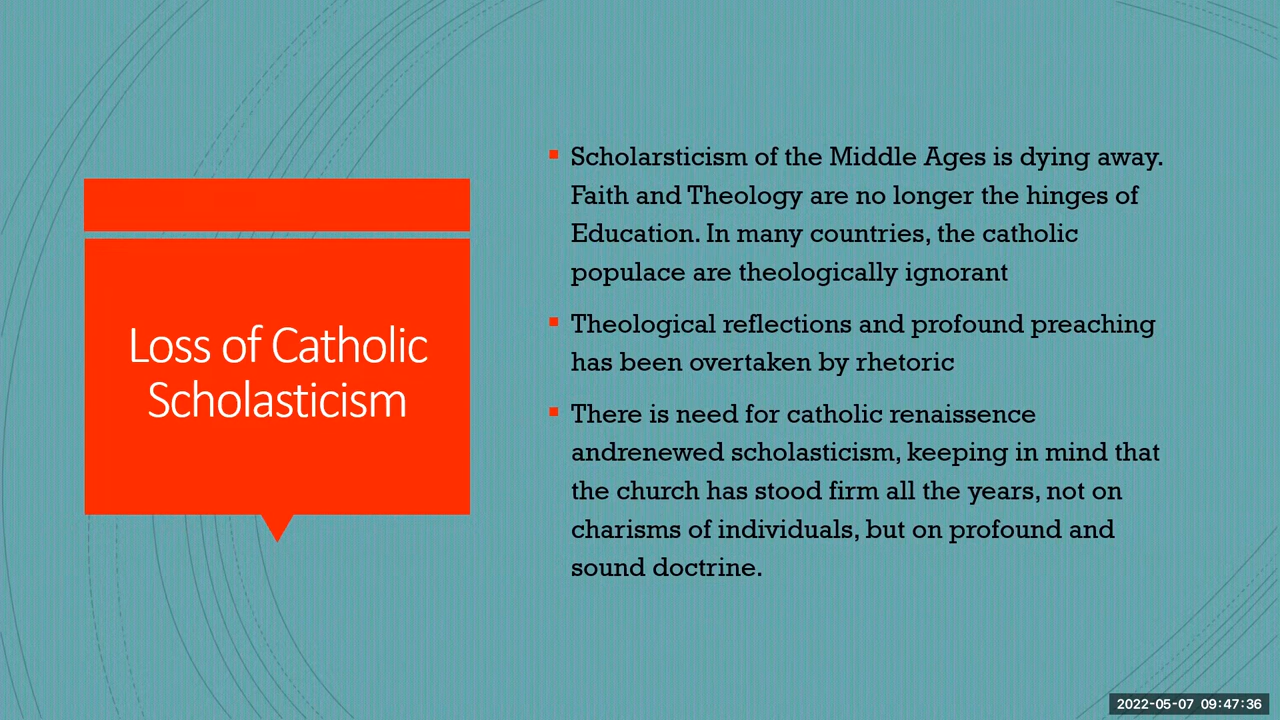 Loss of Catholic
Scholasticism
Scholarsticism of the Middle Ages is dying away.
Faith and Theology are no longer the hinges of
Education. In many countries, the catholic
populace are theologically ignorant
Theological reflections and profound preaching
has been overtaken by rhetoric
There is need for catholic renaissence
andrenewed scholasticism, keeping in mind that
the church has stood firm all the years, not on
charisms of individuals, but on profound and
sound doctrine.
2022-05-07 09:47:36